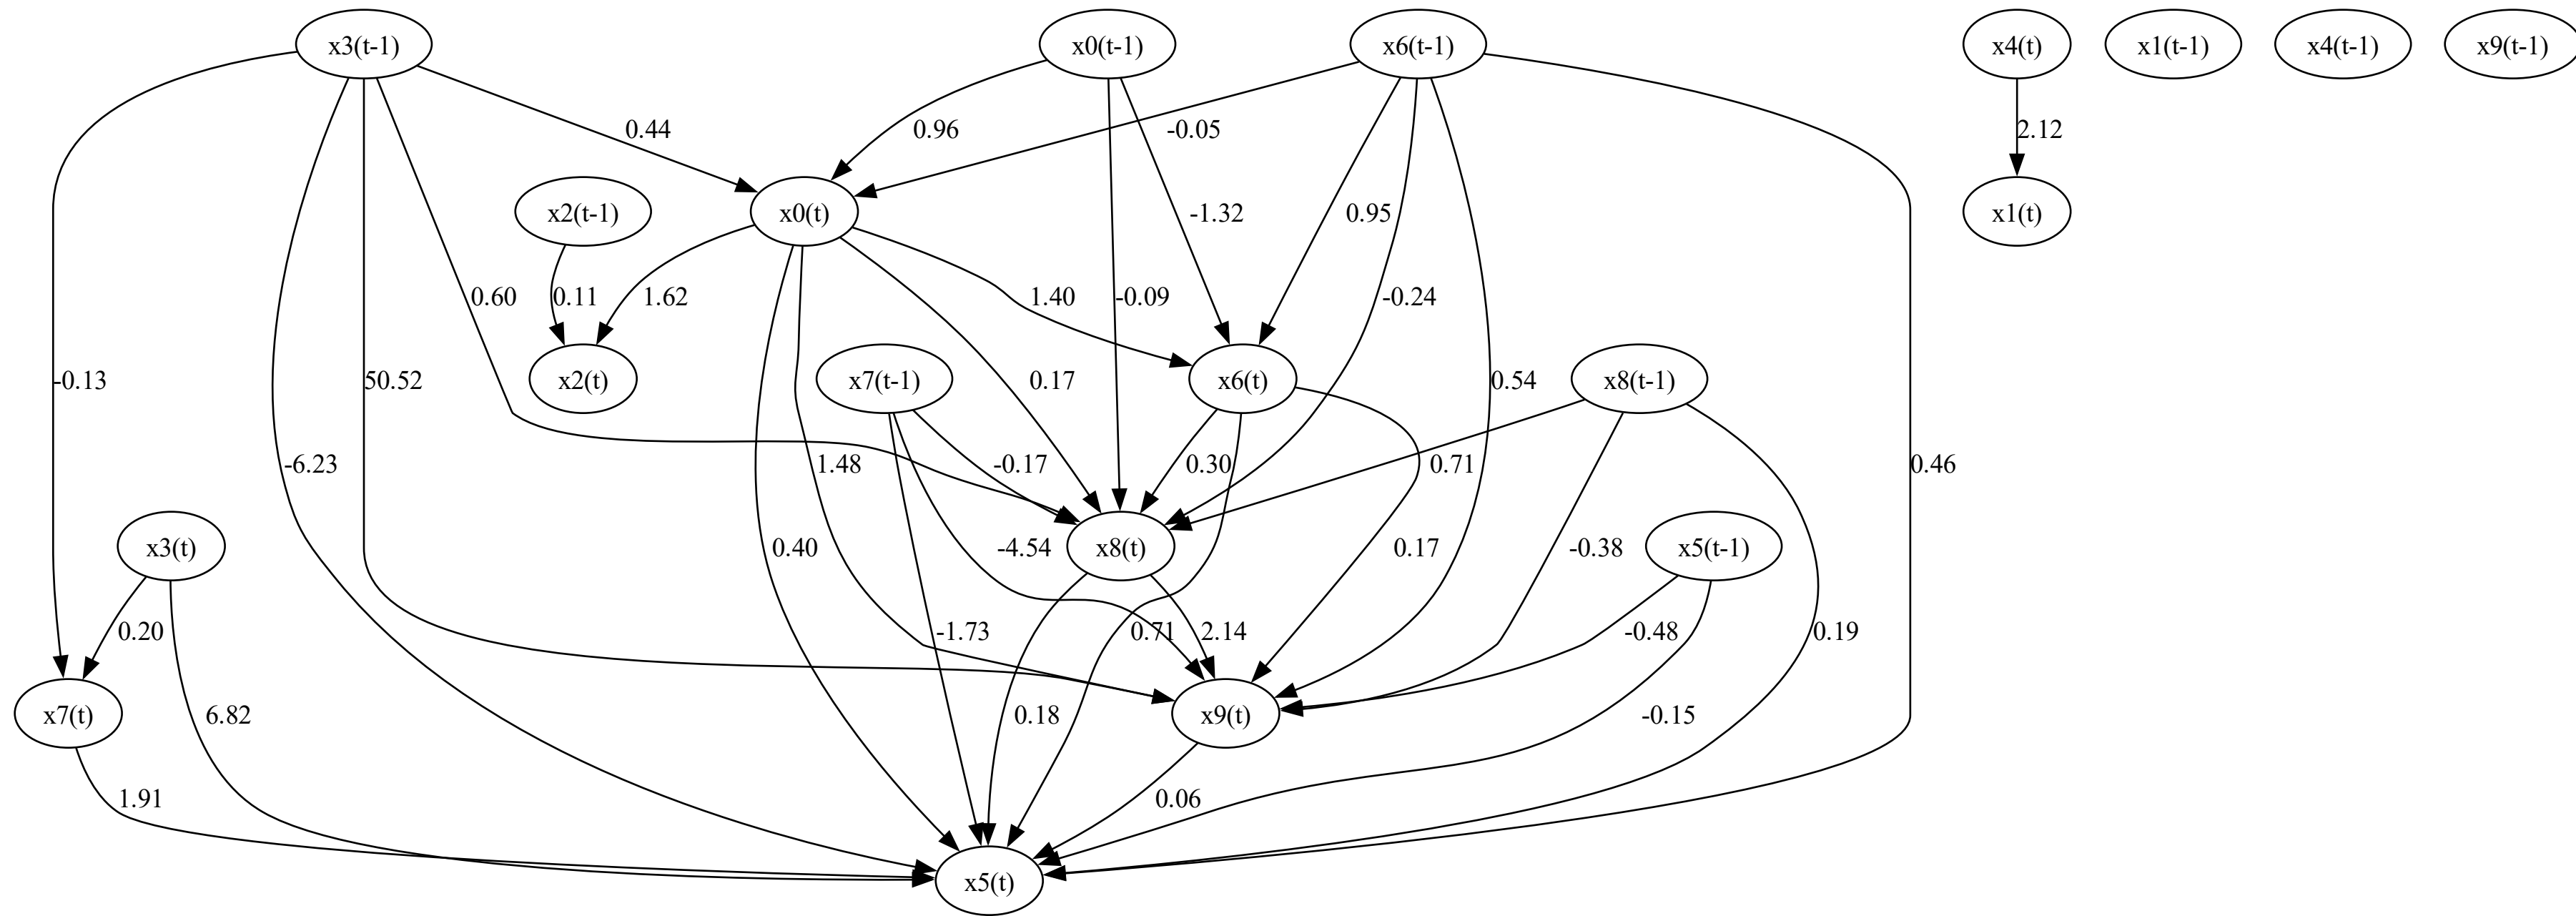 x3(t-1) x0(t-1) x6(t-1) x4(t) x1(t-1) x4(t-1) x9(t-1)
0.44 0.96 -0.05 2.12
x2(t-1) x0(t) x1(t)
-1.32 0.95
0.60 0.11 1.62 1.40 -0.09 -0.24
-0.13 50.52 x2(t) x7(t-1) 0.17 x6(t) 0.54 x8(t-1)
-6.23 1.48 -0.17 0.30 0.71 0.46
x3(t) 0.40 -4.54 x8(t) 0.17 -0.38 x5(t-1)
0.20 -1.73 0.71 2.14 -0.48 0.19
x7(t) 6.82 0.18 x9(t) -0.15
1.91 0.06
x5(t)